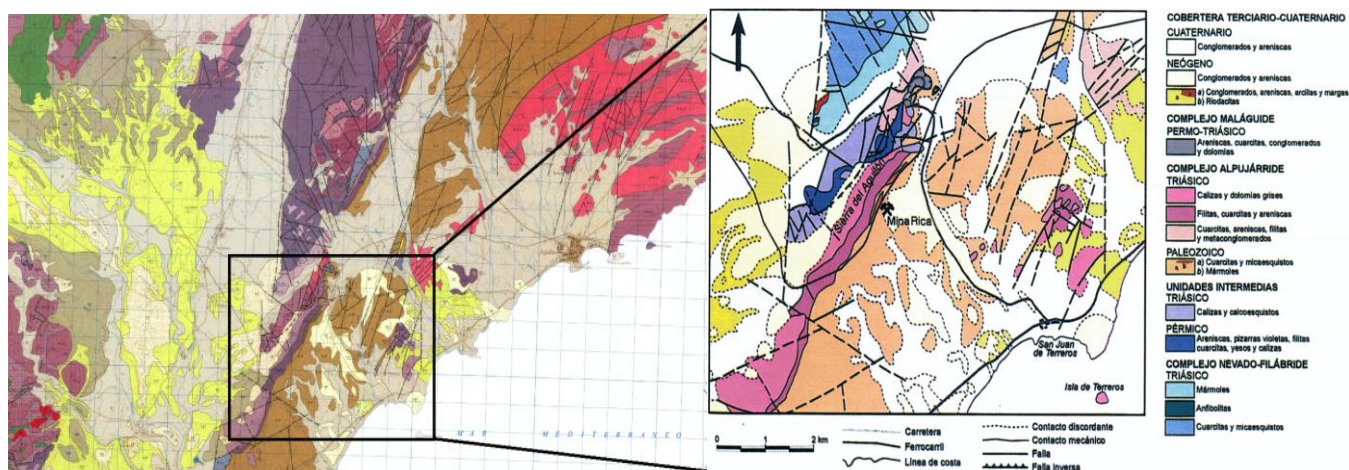 MAR MEDITERRANEO
Sierra del Aguilón
Mina Rica
San Juan
de Terreros
Isla de Terreros
0 1 2 km
Carretera
Ferrocarril
Línea de costa
Contacto discordante
Contacto mecánico
Falla
Falla inversa
COBERTERA TERCIARIO-CUATERNARIO
CUATERNARIO
Conglomerados y areniscas
NEÓGENO
Conglomerados y areniscas
a) Conglomerados, areniscas, arcillas y margas
b) Riodacitas
COMPLEJO MALÁGUIDE
PERMO-TRIÁSICO
Areniscas, cuarcitas, conglomerados
y dolomías
COMPLEJO ALPUJÁRRIDE
TRIÁSICO
Calizas y dolomías grises
Filitas, cuarcitas y areniscas
Cuarcitas, areniscas, filitas
y metaconglomerados
PALEOZOICO
a) Cuarcitas y micaesquistos
b) Mármoles
UNIDADES INTERMEDIAS
TRIÁSICO
Calizas y calcoesquistos
PÉRMICO
Areniscas, pizarras violetas, filitas
cuarcitas, yesos y calizas
COMPLEJO NEVADO-FILÁBRIDE
TRIÁSICO
Mármoles
Anfibolitas
Cuarcitas y micaesquistos